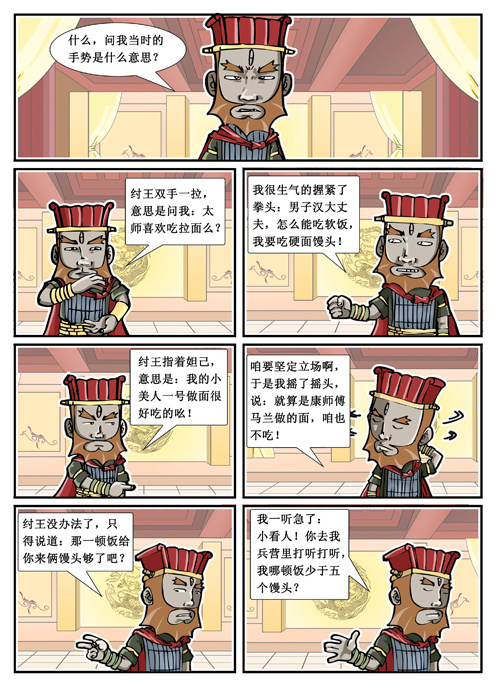 什么，问我当时的
手势是什么意思？
纣王双手一拉，
意思是问我：太
师喜欢吃拉面么？
我很生气的握紧了
拳头：男子汉大丈
夫，怎么能吃软饭，
我要吃硬面馒头！
纣王指着妲己，
意思是：我的小
美人一号做面很
好吃的吆！
咱要坚定立场啊，
于是我摇了摇头，
说：就算是康师傅
马兰做的面，咱也
不吃！
纣王没办法了，只
得说道：那一顿饭给
你来俩馒头够了吧？
我一听急了：
小看人！你去我
兵营里打听打听，
我哪顿饭少于五
个馒头？